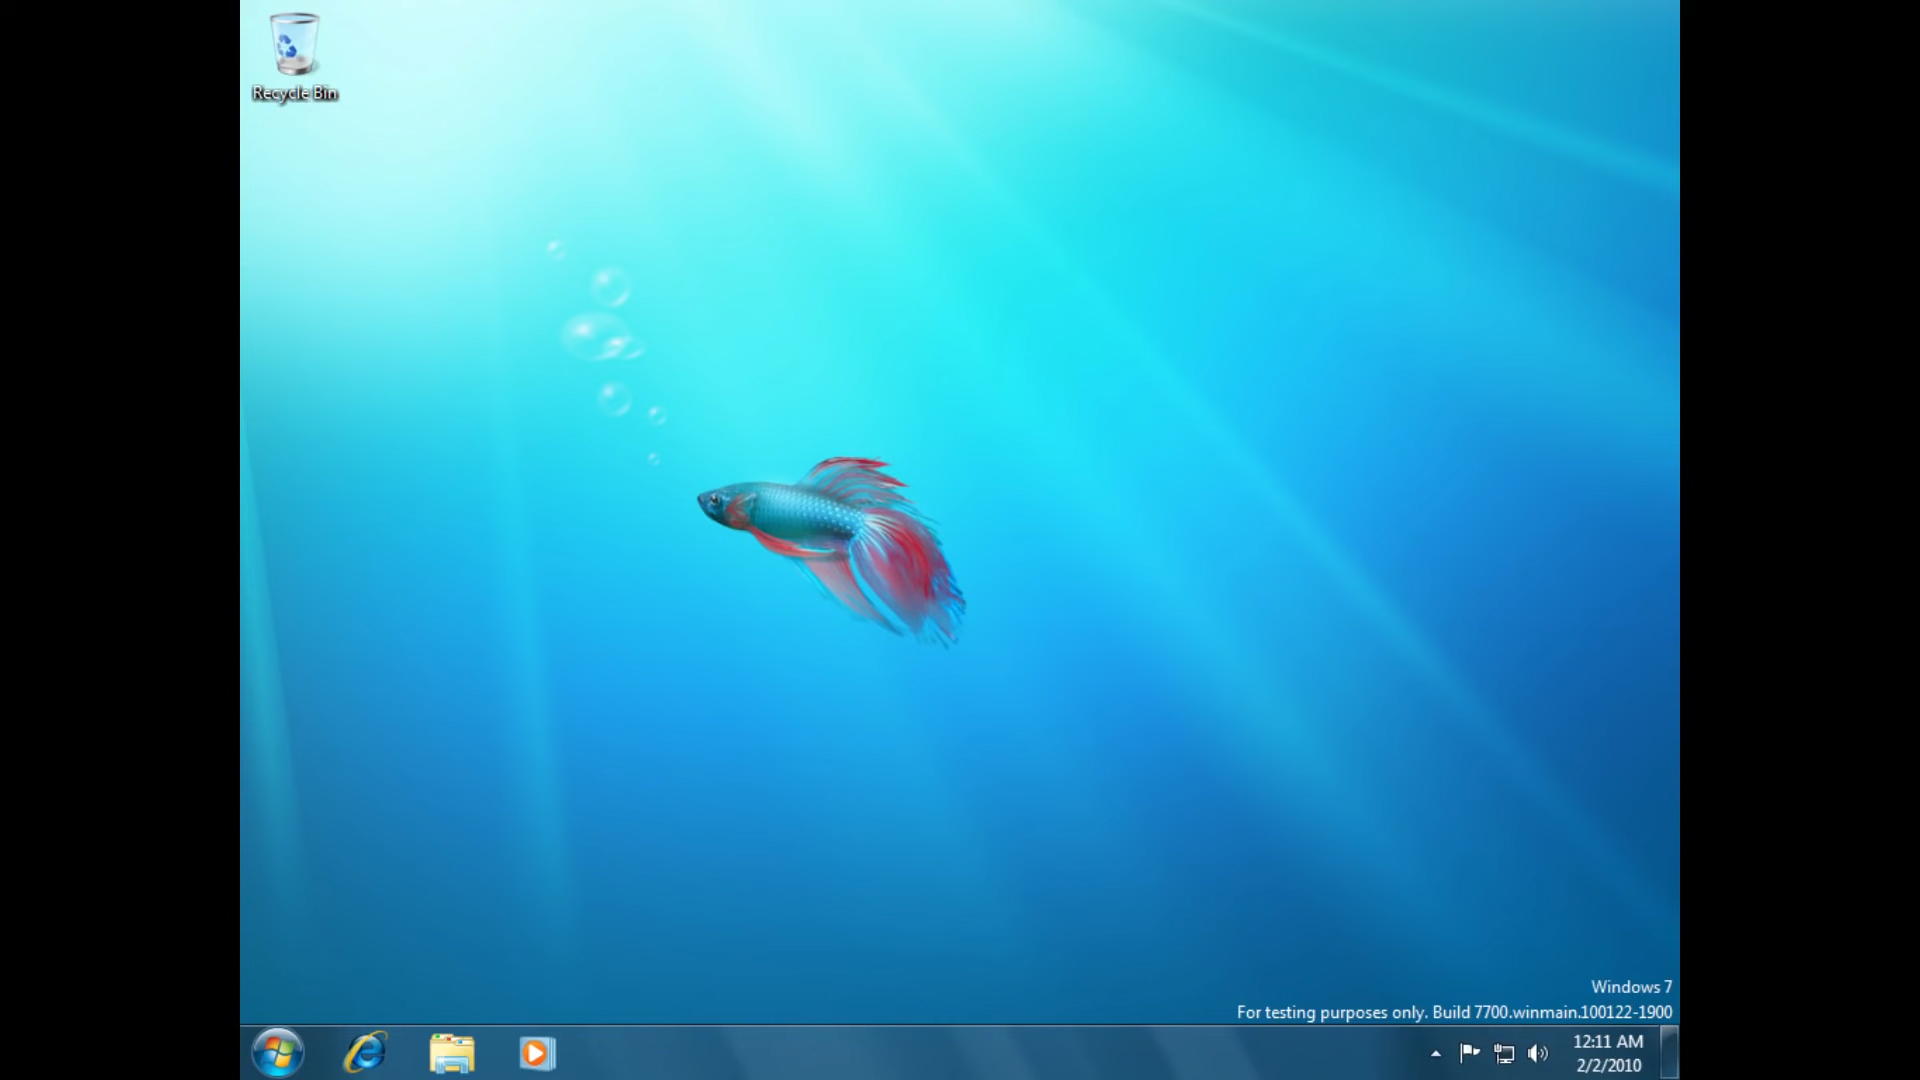 Recycle Bin
Windows 7
For testing purposes only. Build 7700.winmain.100122-1900
12:11 AM
2/2/2010